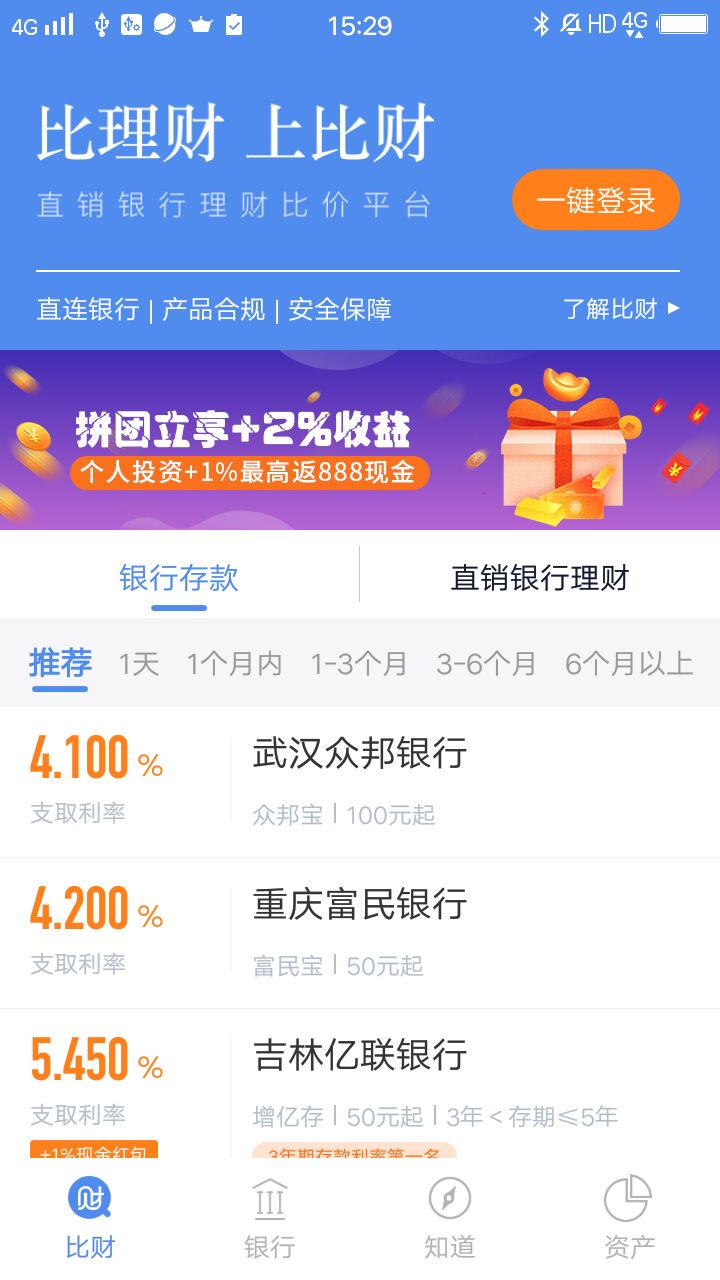 4G 15:29 HD 4G
比理财 上比财
直销银行理财比价平台
一键登录
直连银行 | 产品合规 | 安全保障
了解比财
拼团立享+2%收益
个人投资+1%最高返888现金
银行存款 直销银行理财
推荐 1天 1个月内 1-3个月 3-6个月 6个月以上
4.100 % 武汉众邦银行
支取利率 众邦宝 | 100元起
4.200 % 重庆富民银行
支取利率 富民宝 | 50元起
5.450 % 吉林亿联银行
支取利率 增亿存 | 50元起 | 3年 < 存期≤5年
+1%现金红包 3年期存款利率第一名
比财 银行 知道 资产